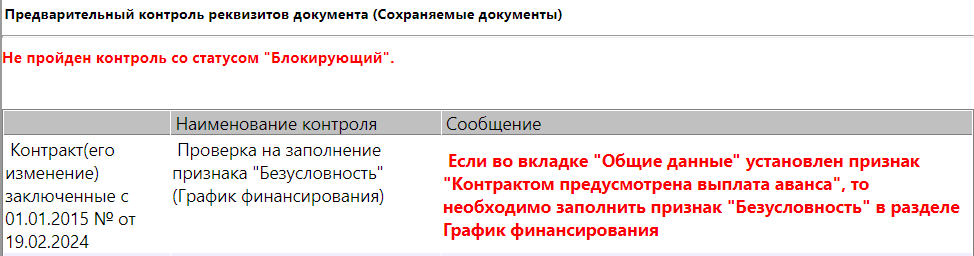 Предварительный контроль реквизитов документа (Сохраняемые документы)
Не пройден контроль со статусом "Блокирующий".
Наименование контроля
Сообщение
Контракт(его
изменение)
заключенные с
01.01.2015 № от
19.02.2024
Проверка на заполнение
признака "Безусловность"
(График финансирования)
Если во вкладке "Общие данные" установлен признак
"Контрактом предусмотрена выплата аванса", то
необходимо заполнить признак "Безусловность" в разделе
График финансирования